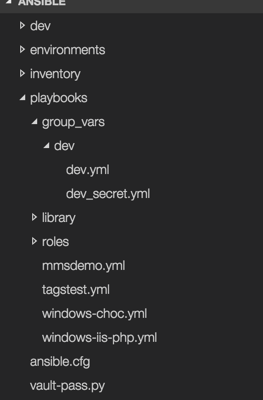 ANSIBLE
dev
environments
inventory
playbooks
group_vars
dev
dev.yml
dev_secret.yml
library
roles
mmsdemo.yml
tagstest.yml
windows-choc.yml
windows-iis-php.yml
ansible.cfg
vault-pass.py